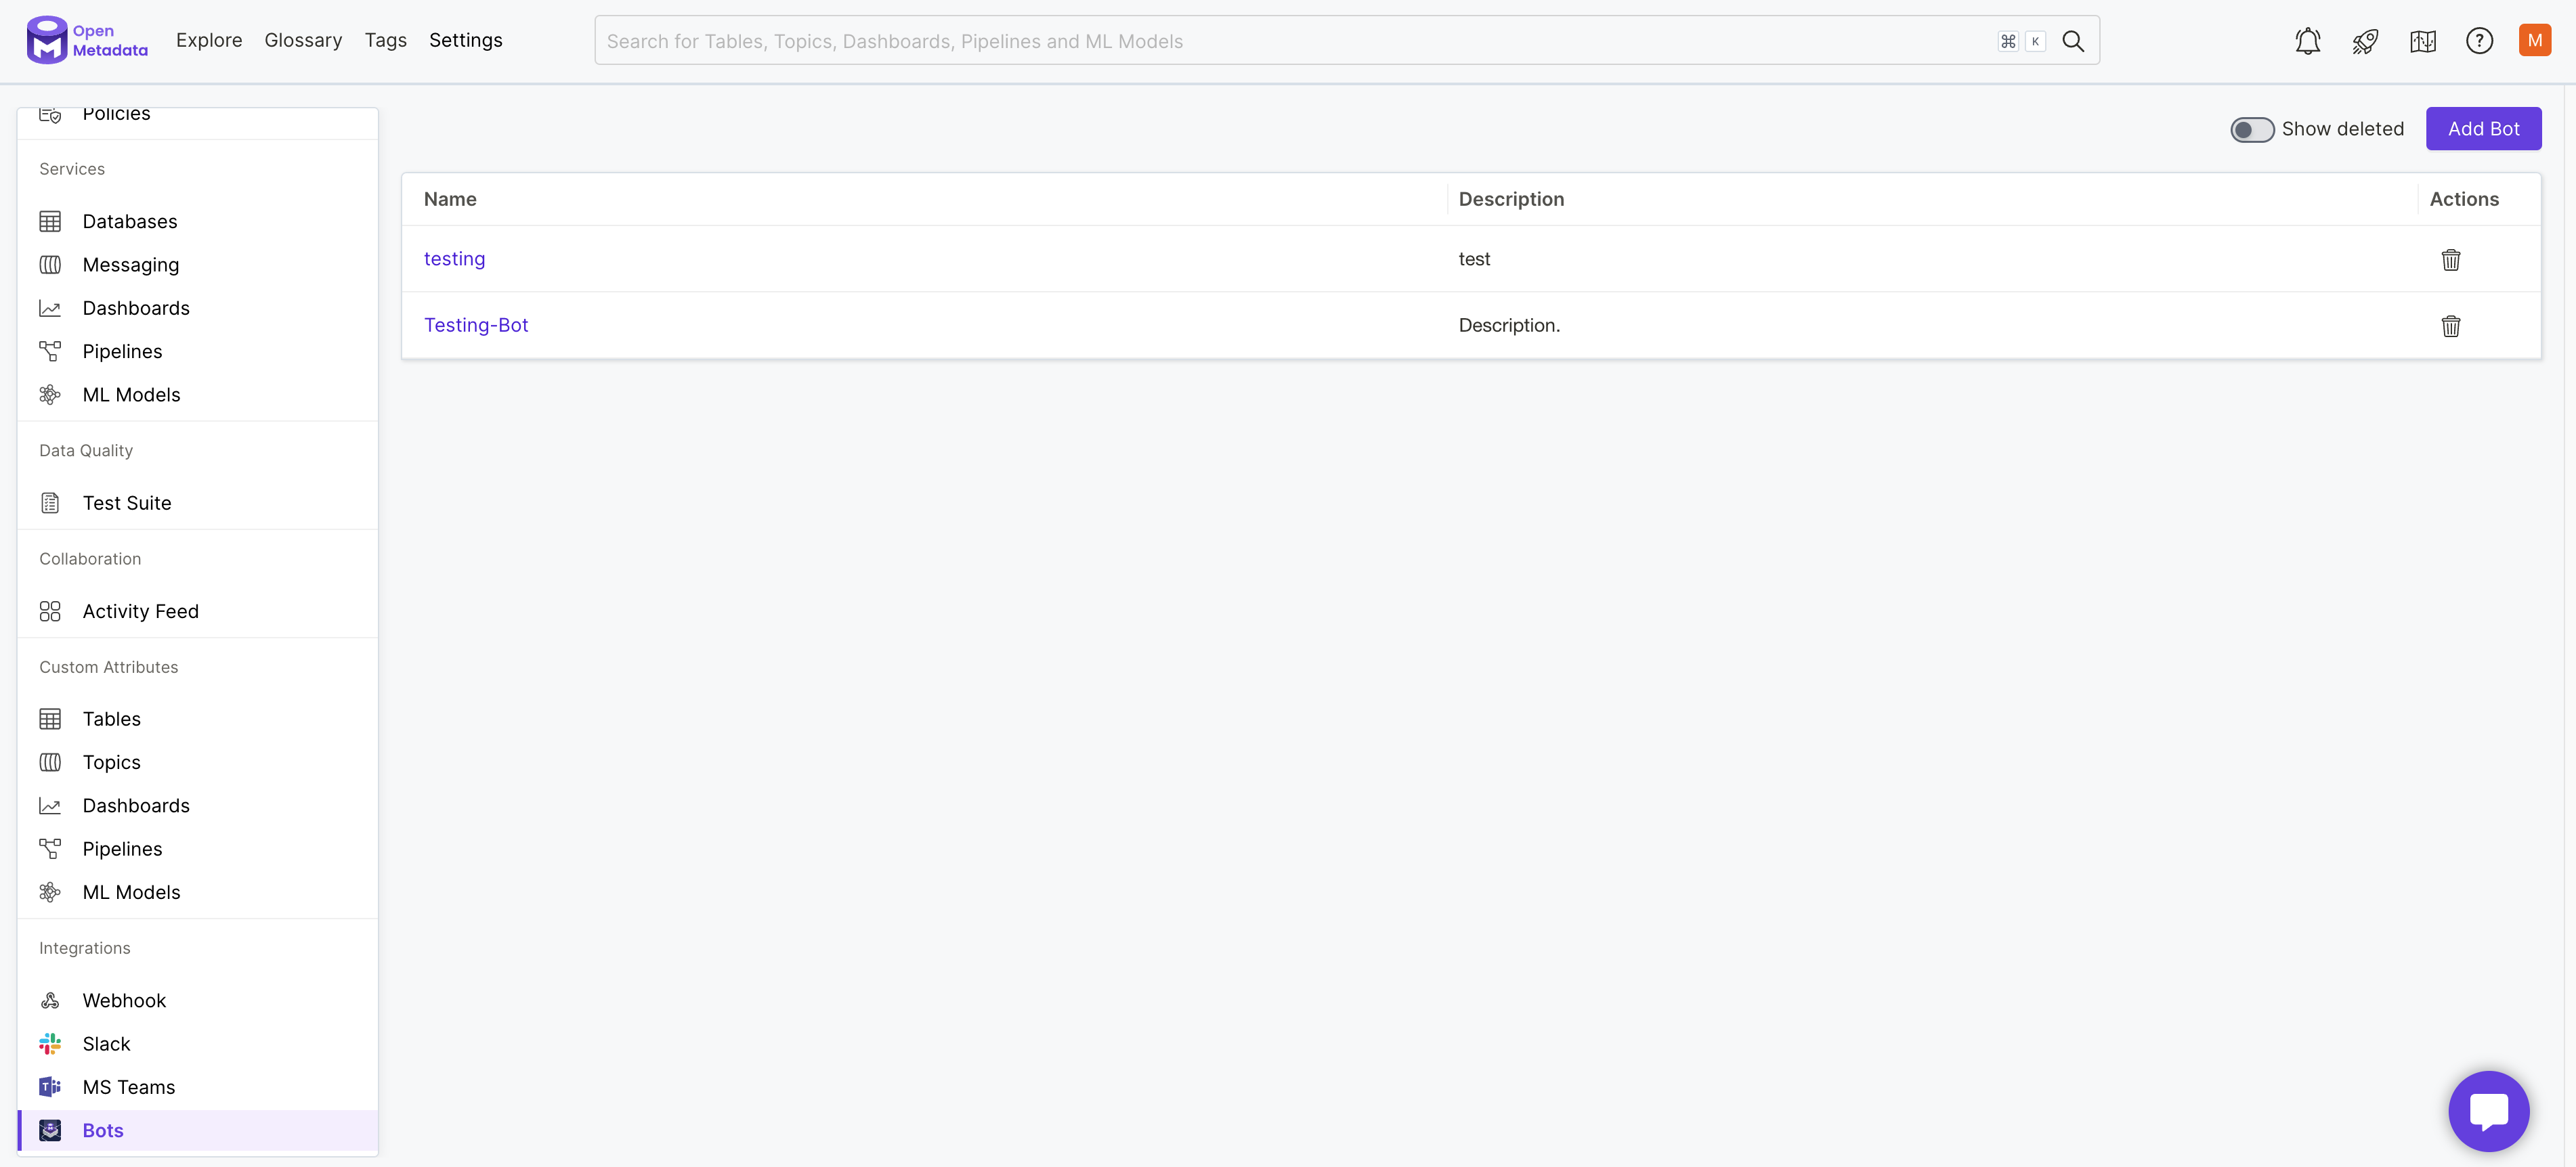 Open
Metadata
Explore
Glossary
Tags
Settings
Search for Tables, Topics, Dashboards, Pipelines and ML Models
⌘ K
?
M
Policies
Services
Databases
Messaging
Dashboards
Pipelines
ML Models
Data Quality
Test Suite
Collaboration
Activity Feed
Custom Attributes
Tables
Topics
Dashboards
Pipelines
ML Models
Integrations
Webhook
Slack
MS Teams
Bots
Show deleted
Add Bot
Name Description Actions
testing test
Testing-Bot Description.